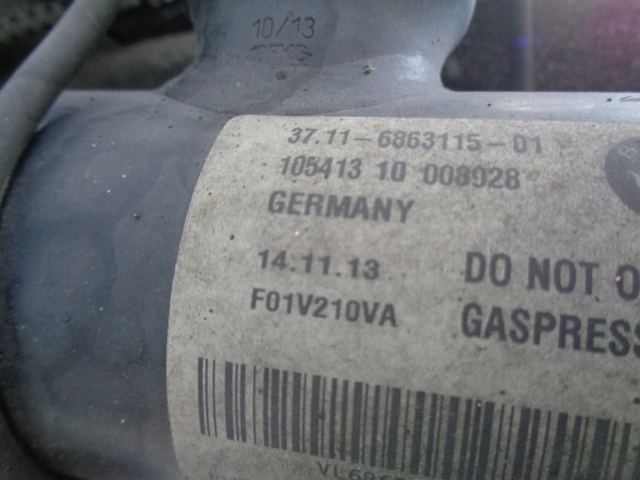 10/13
37.11-6863115-01
105413 10 008928
GERMANY
14.11.13 DO NOT O
F01V210VA GASPRESS